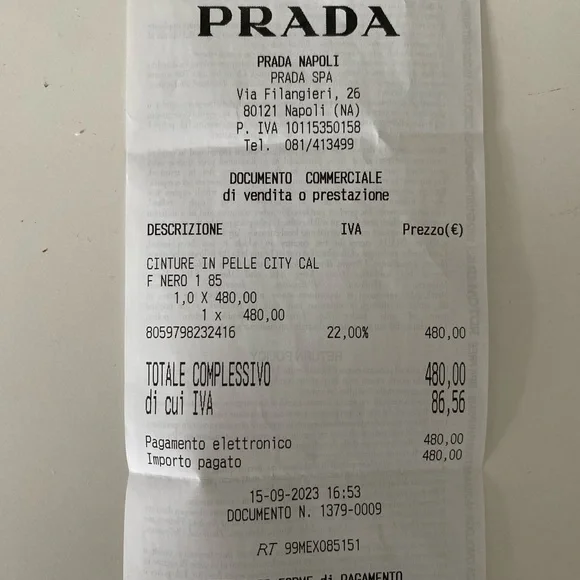 PRADA
PRADA NAPOLI
PRADA SPA
Via Filangieri, 26
80121 Napoli (NA)
P. IVA 10115350158
Tel. 081/413499
DOCUMENTO COMMERCIALE
di vendita o prestazione
DESCRIZIONE IVA Prezzo(€)
CINTURE IN PELLE CITY CAL
F NERO 1 85
1,0 X 480,00
1 x 480,00
8059798232416 22,00% 480,00
TOTALE COMPLESSIVO 480,00
di cui IVA 86,56
Pagamento elettronico 480,00
Importo pagato 480,00
15-09-2023 16:53
DOCUMENTO N. 1379-0009
RT 99MEX085151
PAGAMENTO